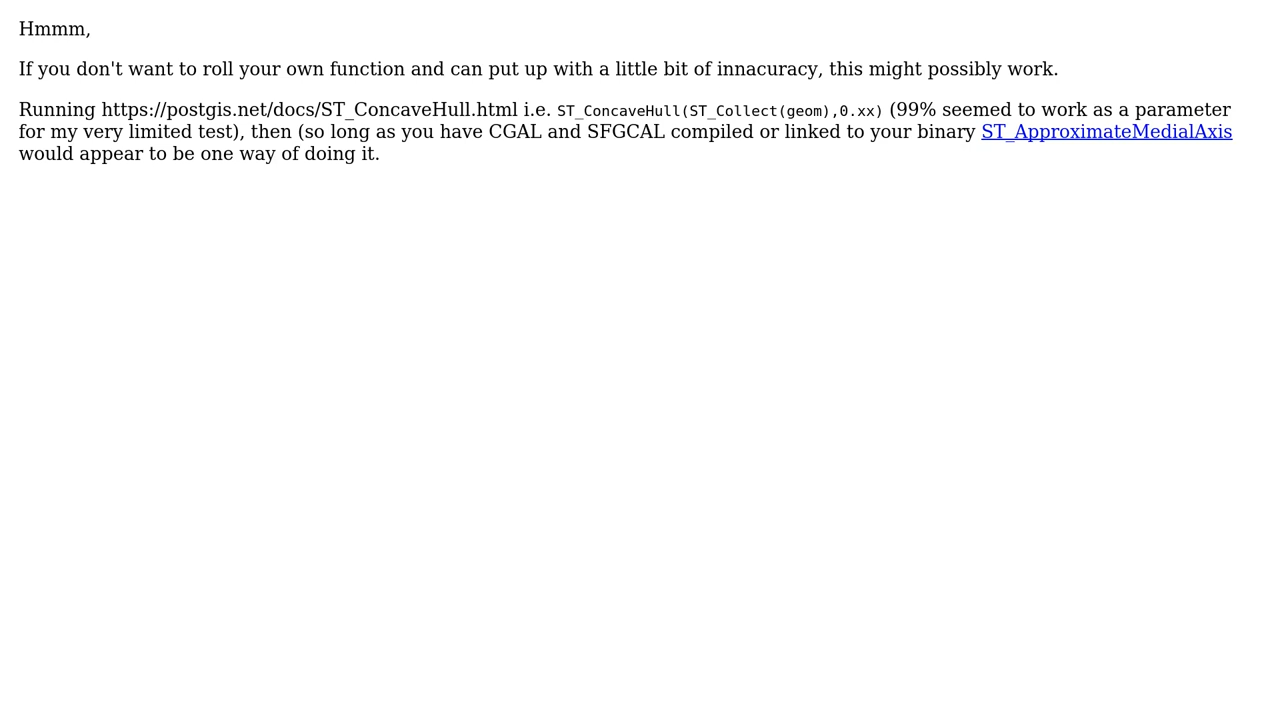 Hmmm,
If you don't want to roll your own function and can put up with a little bit of innacuracy, this might possibly work.
Running https://postgis.net/docs/ST_ConcaveHull.html i.e. ST_ConcaveHull(ST_Collect(geom),0.xx) (99% seemed to work as a parameter
for my very limited test), then (so long as you have CGAL and SFGCAL compiled or linked to your binary ST_ApproximateMedialAxis
would appear to be one way of doing it.